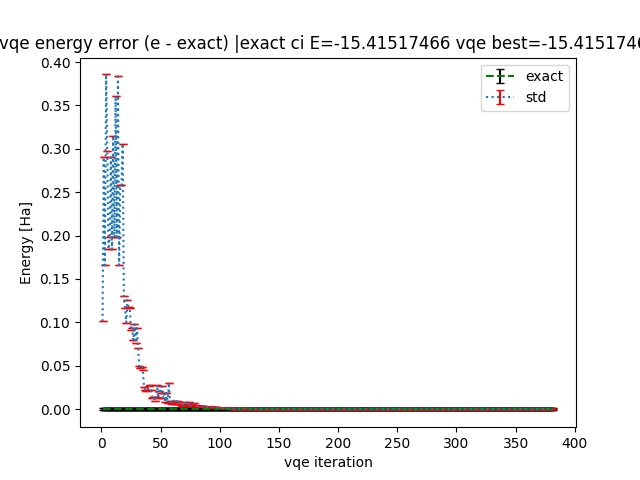 vqe energy error (e - exact) |exact ci E=-15.41517466 vqe best=-15.4151746
exact
std
Energy [Ha]
0.40
0.35
0.30
0.25
0.20
0.15
0.10
0.05
0.00
0 50 100 150 200 250 300 350 400
vqe iteration